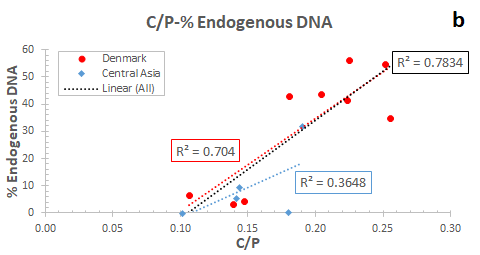 C/P-% Endogenous DNA
b
Denmark
Central Asia
Linear (All)
R² = 0.7834
R² = 0.704
R² = 0.3648
% Endogenous DNA
60
50
40
30
20
10
0
0.00 0.05 0.10 0.15 0.20 0.25 0.30
C/P